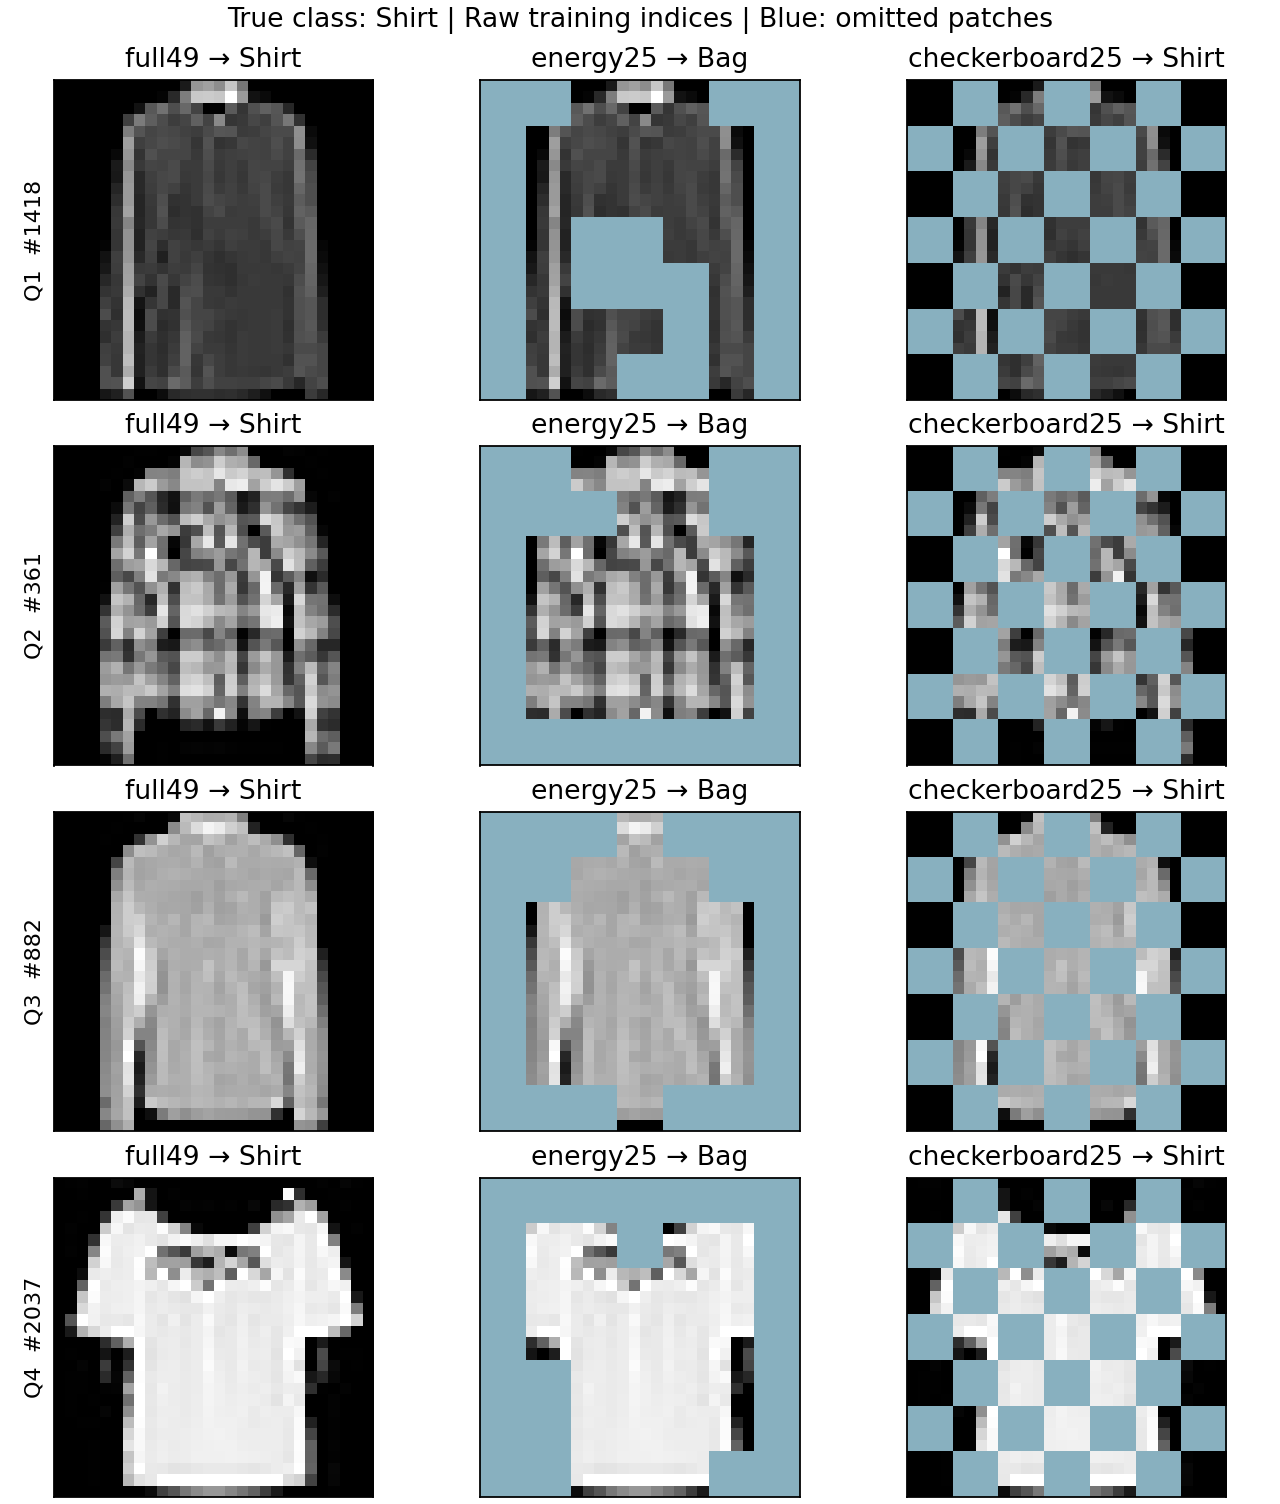 True class: Shirt | Raw training indices | Blue: omitted patches
full49 → Shirt
energy25 → Bag
checkerboard25 → Shirt
Q1 #1418
full49 → Shirt
energy25 → Bag
checkerboard25 → Shirt
Q2 #361
full49 → Shirt
energy25 → Bag
checkerboard25 → Shirt
Q3 #882
full49 → Shirt
energy25 → Bag
checkerboard25 → Shirt
Q4 #2037